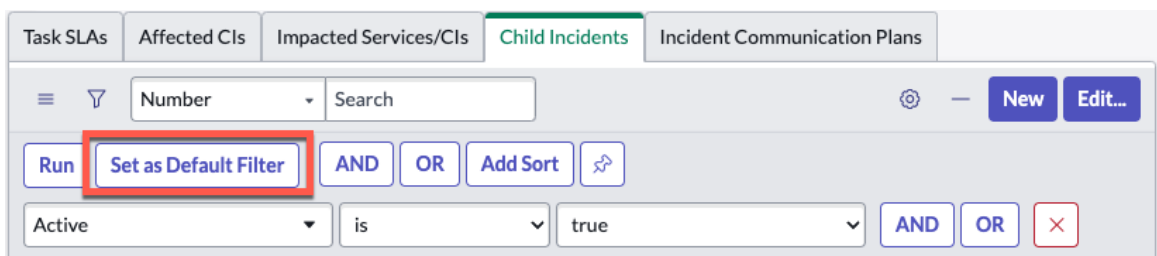 Task SLAs Affected CIs Impacted Services/CIs Child Incidents Incident Communication Plans
Number Search New Edit...
Run Set as Default Filter AND OR Add Sort
Active is true AND OR